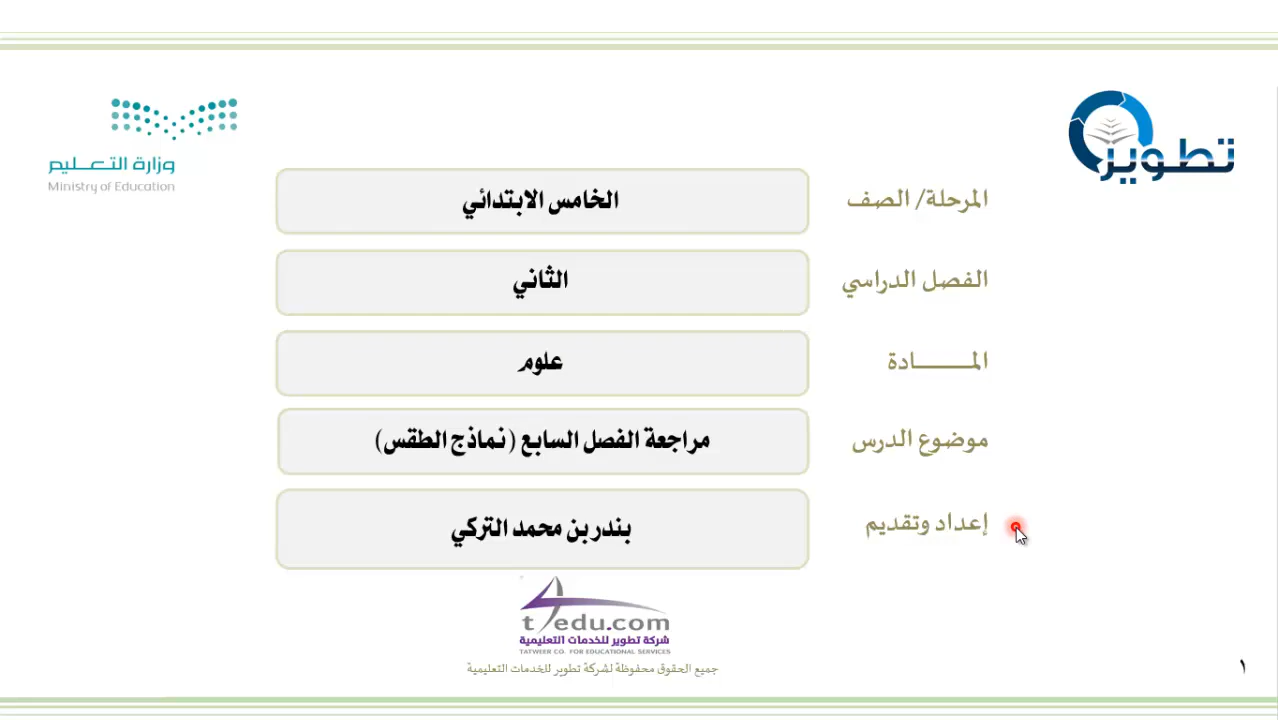 تطوير
وزارة التعليم
Ministry of Education
المرحلة/ الصف
الخامس الابتدائي
الفصل الدراسي
الثاني
المـــــادة
علوم
موضوع الدرس
مراجعة الفصل السابع (نماذج الطقس)
إعداد وتقديم
بندر بن محمد التركي
t4edu.com
شركة تطوير للخدمات التعليمية
TATWEER CO. FOR EDUCATIONAL SERVICES
جميع الحقوق محفوظة لشركة تطوير للخدمات التعليمية
١